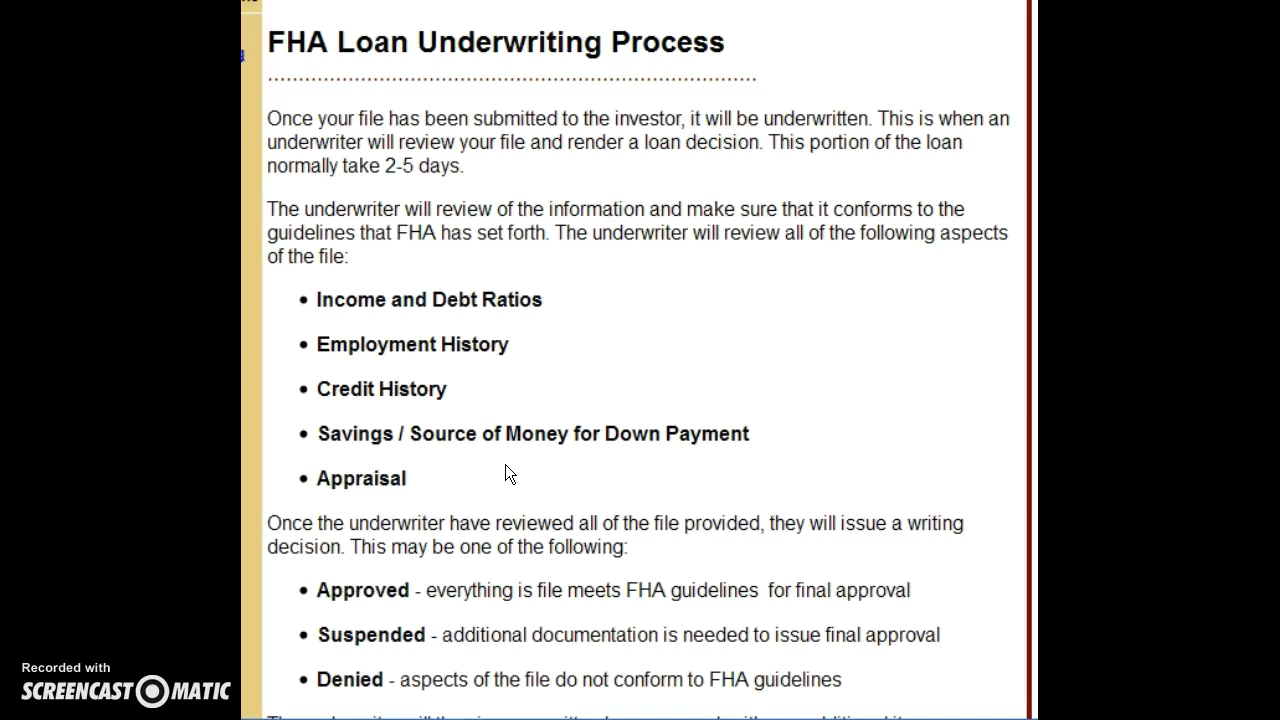 FHA Loan Underwriting Process
Once your file has been submitted to the investor, it will be underwritten. This is when an
underwriter will review your file and render a loan decision. This portion of the loan
normally take 2-5 days.
The underwriter will review of the information and make sure that it conforms to the
guidelines that FHA has set forth. The underwriter will review all of the following aspects
of the file:
• Income and Debt Ratios
• Employment History
• Credit History
• Savings / Source of Money for Down Payment
• Appraisal
Once the underwriter have reviewed all of the file provided, they will issue a writing
decision. This may be one of the following:
• Approved - everything is file meets FHA guidelines for final approval
• Suspended - additional documentation is needed to issue final approval
• Denied - aspects of the file do not conform to FHA guidelines
Recorded with
SCREENCAST-O-MATIC